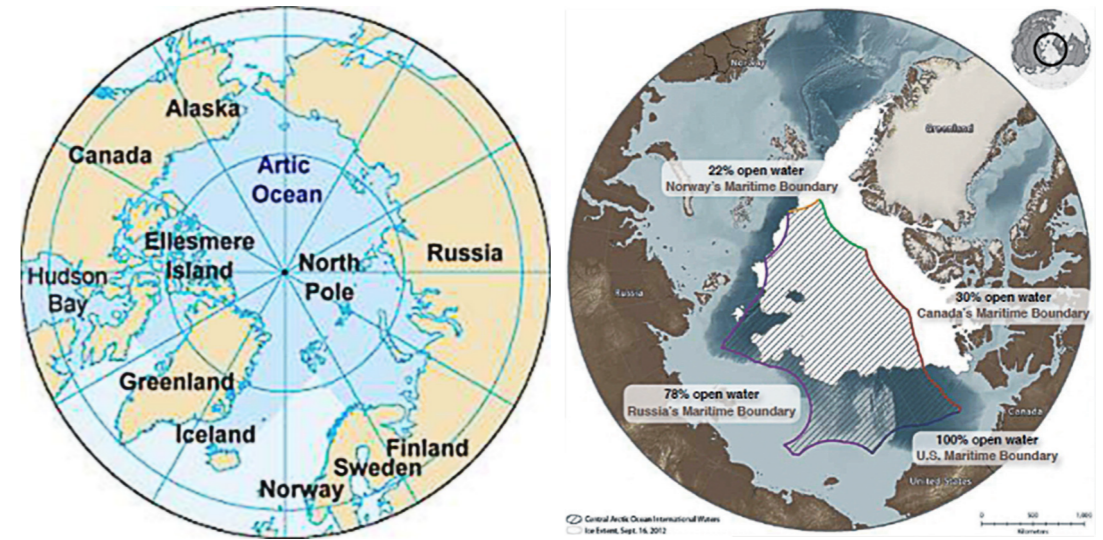 Alaska
Canada
Artic
Ocean
Ellesmere
Island
North
Pole
Russia
Hudson
Bay
Greenland
Iceland
Finland
Sweden
Norway
Norway
Greenland
22% open water
Norway's Maritime Boundary
Russia
30% open water
Canada's Maritime Boundary
78% open water
Russia's Maritime Boundary
Canada
100% open water
U.S. Maritime Boundary
United States
Central Arctic Ocean International Waters
Ice Extent, Sept. 16, 2012
0 500 1,000
Kilometers